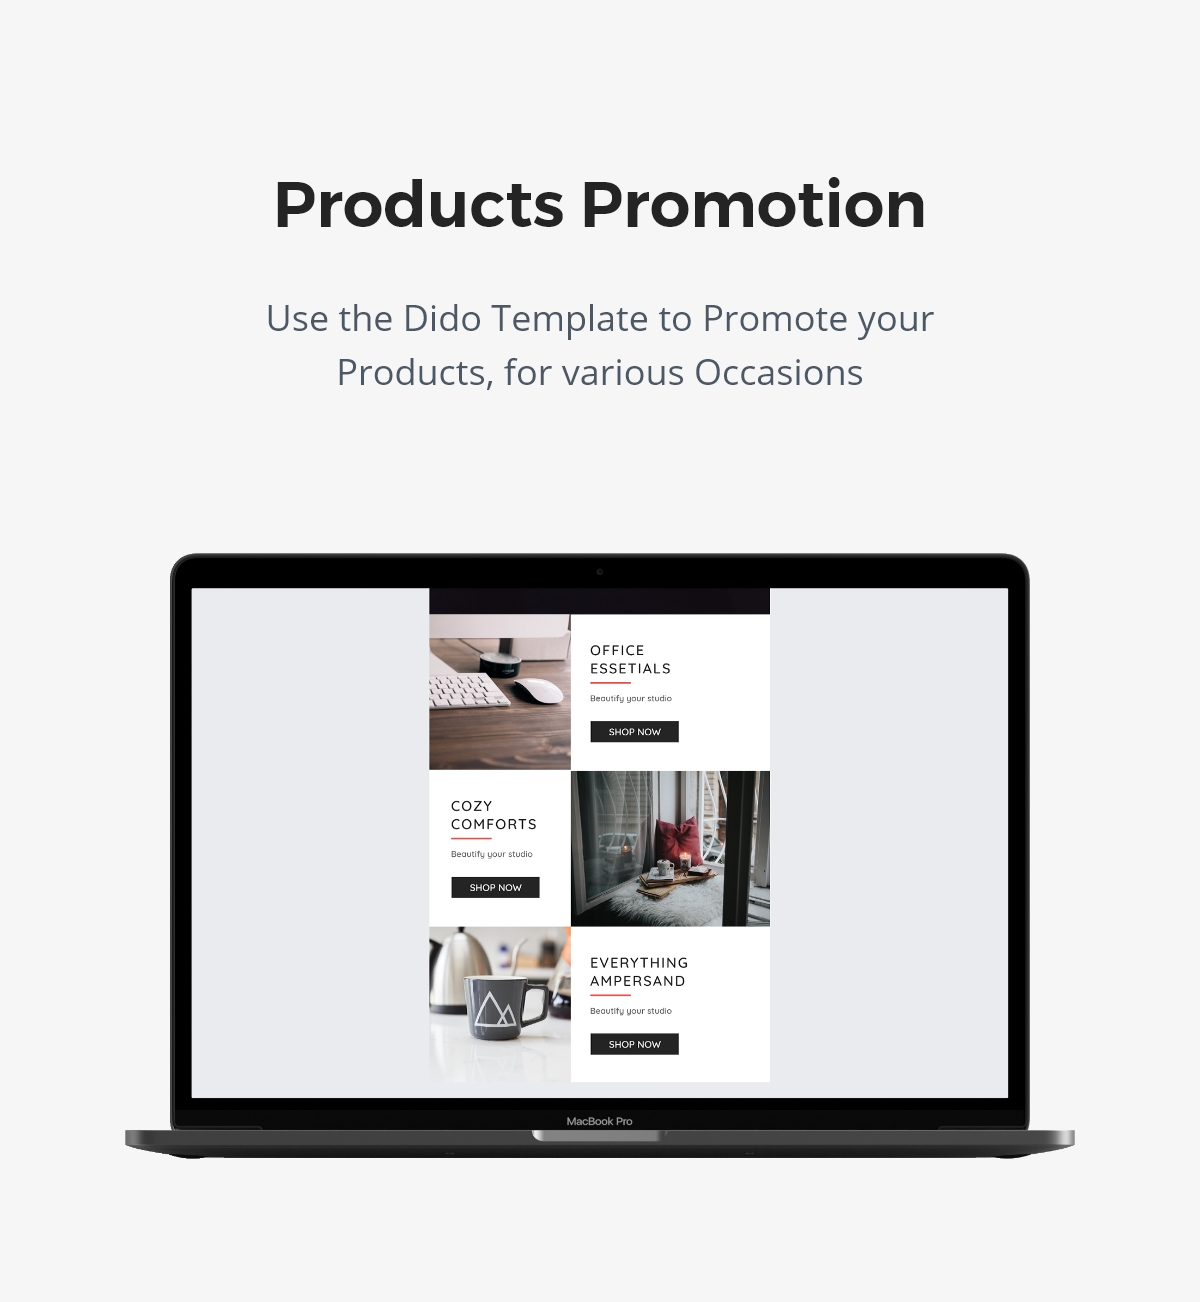 Products Promotion
Use the Dido Template to Promote your
Products, for various Occasions
OFFICE
ESSETIALS
Beautify your studio
SHOP NOW
COZY
COMFORTS
Beautify your studio
SHOP NOW
EVERYTHING
AMPERSAND
Beautify your studio
SHOP NOW
MacBook Pro